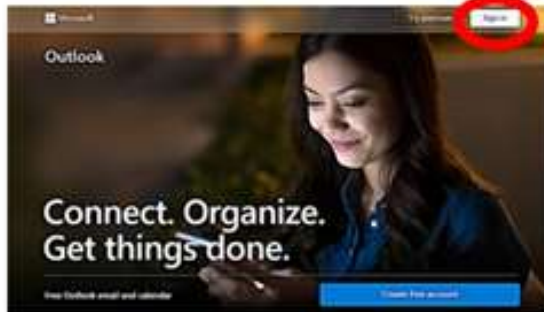 Microsoft
Sign in
Outlook
Connect. Organize.
Get things done.
Free Outlook email and calendar
Create free account